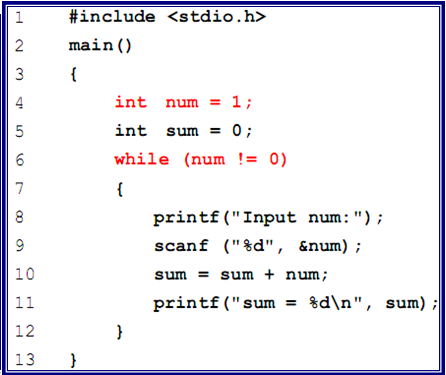 1 #include <stdio.h>
2 main()
3 {
4 int num = 1;
5 int sum = 0;
6 while (num != 0)
7 {
8 printf("Input num:");
9 scanf ("%d", &num);
10 sum = sum + num;
11 printf("sum = %d\n", sum);
12 }
13 }